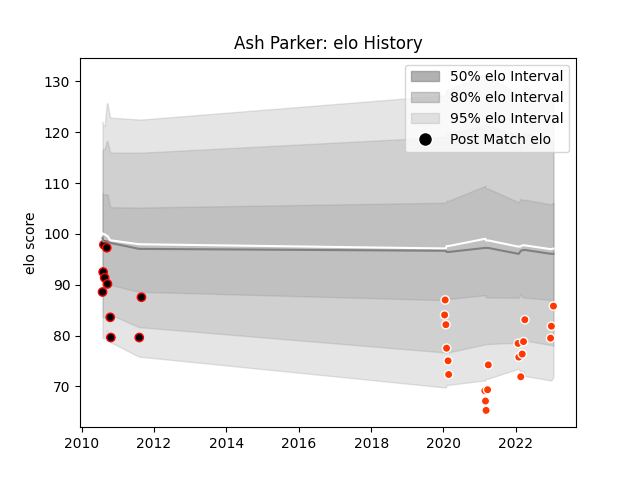 Ash Parker: elo History
elo score
130
120
110
100
90
80
70
50% elo Interval
80% elo Interval
95% elo Interval
Post Match elo
2010 2012 2014 2016 2018 2020 2022